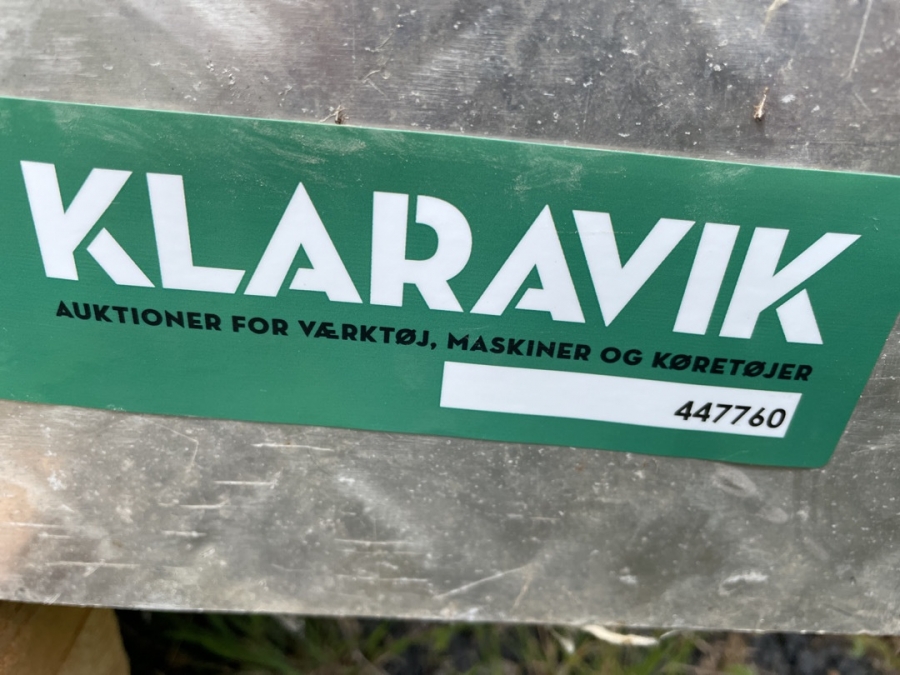 KLARAVIK
AUKTIONER FOR VÆRKTØJ, MASKINER OG KØRETØJER
447760